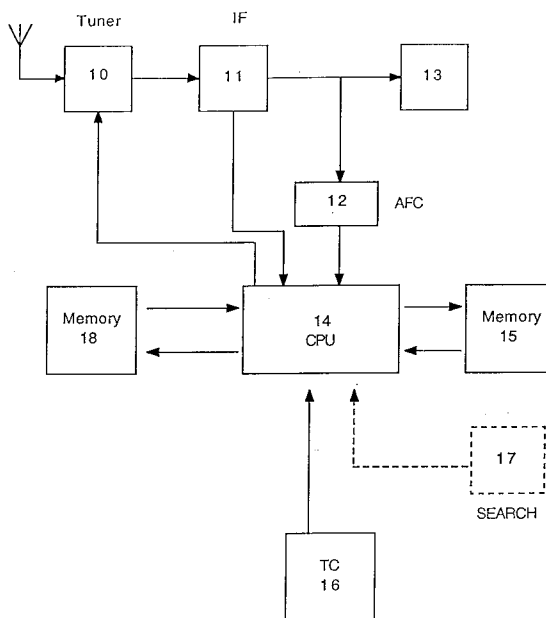 Tuner
IF
10
11
13
12
AFC
Memory
18
14
CPU
Memory
15
17
SEARCH
TC
16